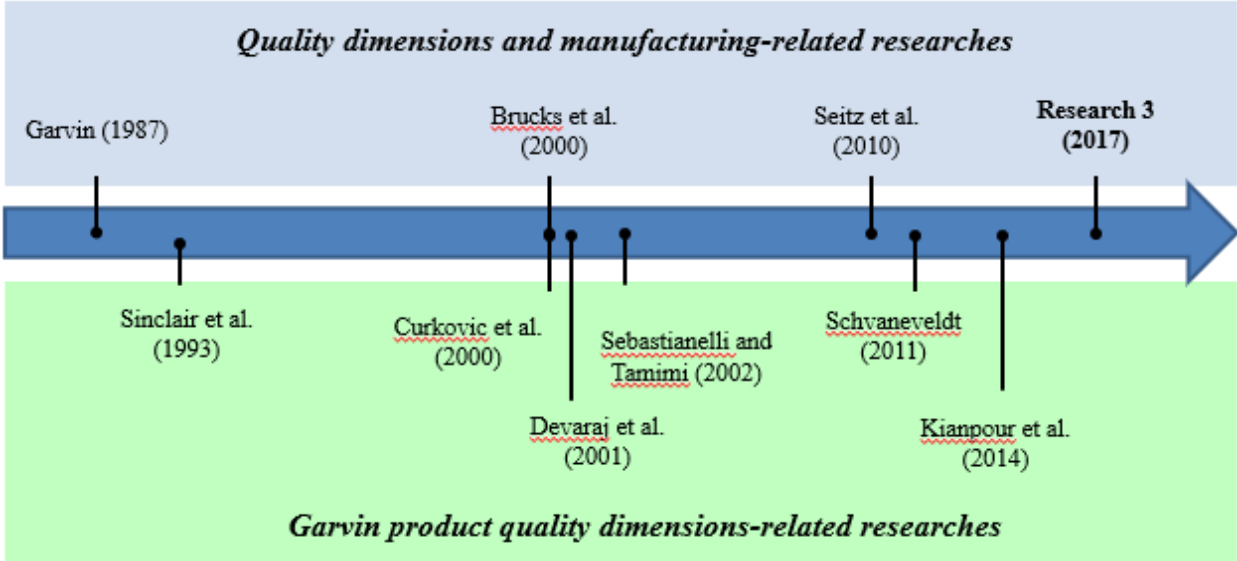 Quality dimensions and manufacturing-related researches
Garvin (1987)
Brucks et al.
(2000)
Seitz et al.
(2010)
Research 3
(2017)
Sinclair et al.
(1993)
Curkovic et al.
(2000)
Devaraj et al.
(2001)
Sebastianelli and
Tamimi (2002)
Schvaneveldt
(2011)
Kianpour et al.
(2014)
Garvin product quality dimensions-related researches